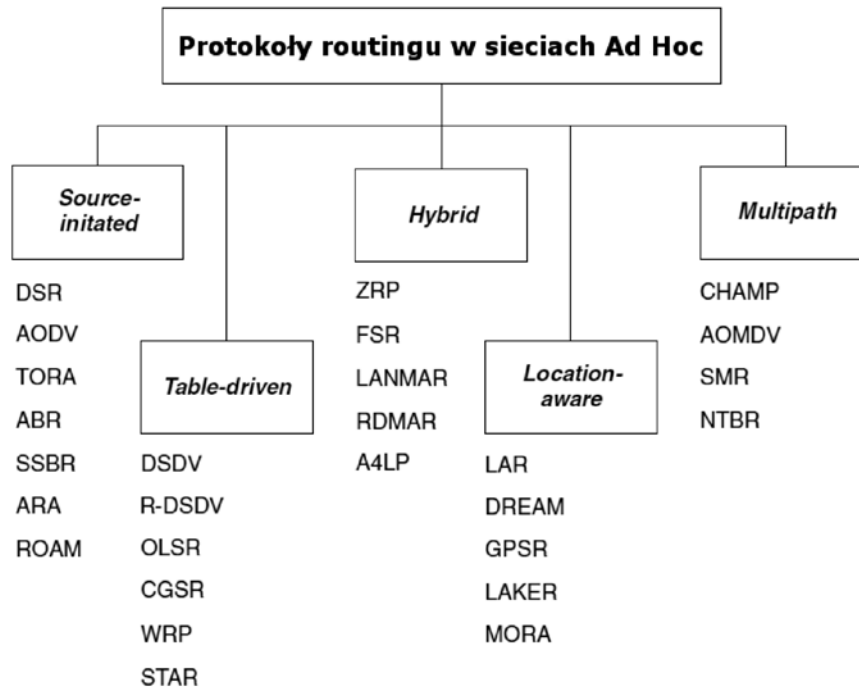 Protokoły routingu w sieciach Ad Hoc
Source-
initated
DSR
AODV
TORA
ABR
SSBR
ARA
ROAM
Table-driven
DSDV
R-DSDV
OLSR
CGSR
WRP
STAR
Hybrid
ZRP
FSR
LANMAR
RDMAR
A4LP
Location-
aware
LAR
DREAM
GPSR
LAKER
MORA
Multipath
CHAMP
AOMDV
SMR
NTBR